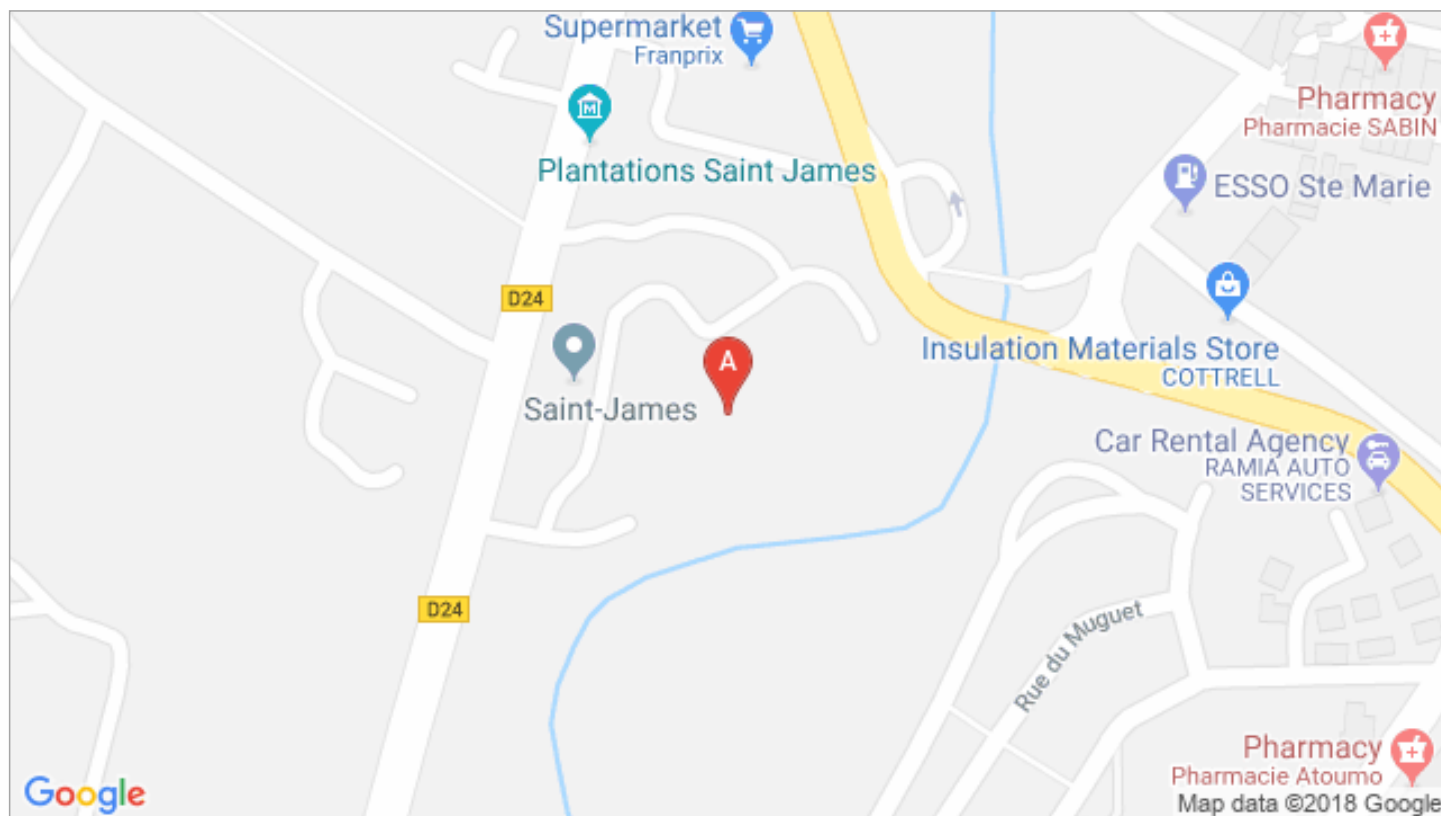 Supermarket
Franprix
Pharmacy
Pharmacie SABIN
M
Plantations Saint James
ESSO Ste Marie
D24
Insulation Materials Store
COTTRELL
A
Saint-James
Car Rental Agency
RAMIA AUTO
SERVICES
D24
Rue du Muguet
Pharmacy
Pharmacie Atoumo
Google
Map data ©2018 Google